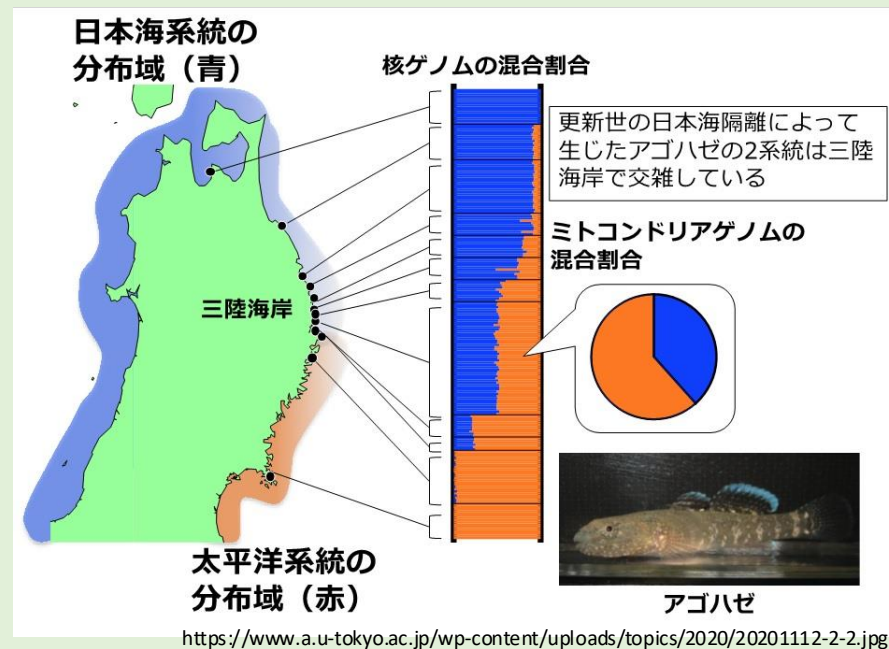 日本海系統の
分布域（青）
核ゲノムの混合割合
更新世の日本海隔離によって
生じたアゴハゼの2系統は三陸
海岸で交雑している
ミトコンドリアゲノムの
混合割合
三陸海岸
太平洋系統の
分布域（赤）
アゴハゼ
https://www.a.u-tokyo.ac.jp/wp-content/uploads/topics/2020/20201112-2-2.jpg